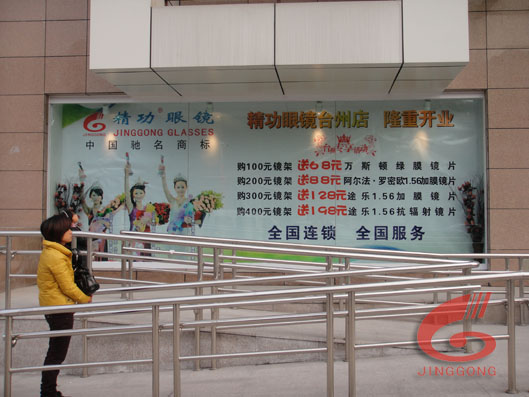 精功®眼镜
JINGGONG GLASSES
中国驰名商标
精功眼镜台州店 隆重开业
购100元镜架送68元万斯顿绿膜镜片
购200元镜架送88元阿尔法·罗密欧1.56加膜镜片
购300元镜架送128元途乐1.56加膜镜片
购400元镜架送198元途乐1.56抗辐射镜片
全国连锁 全国服务
JINGGONG